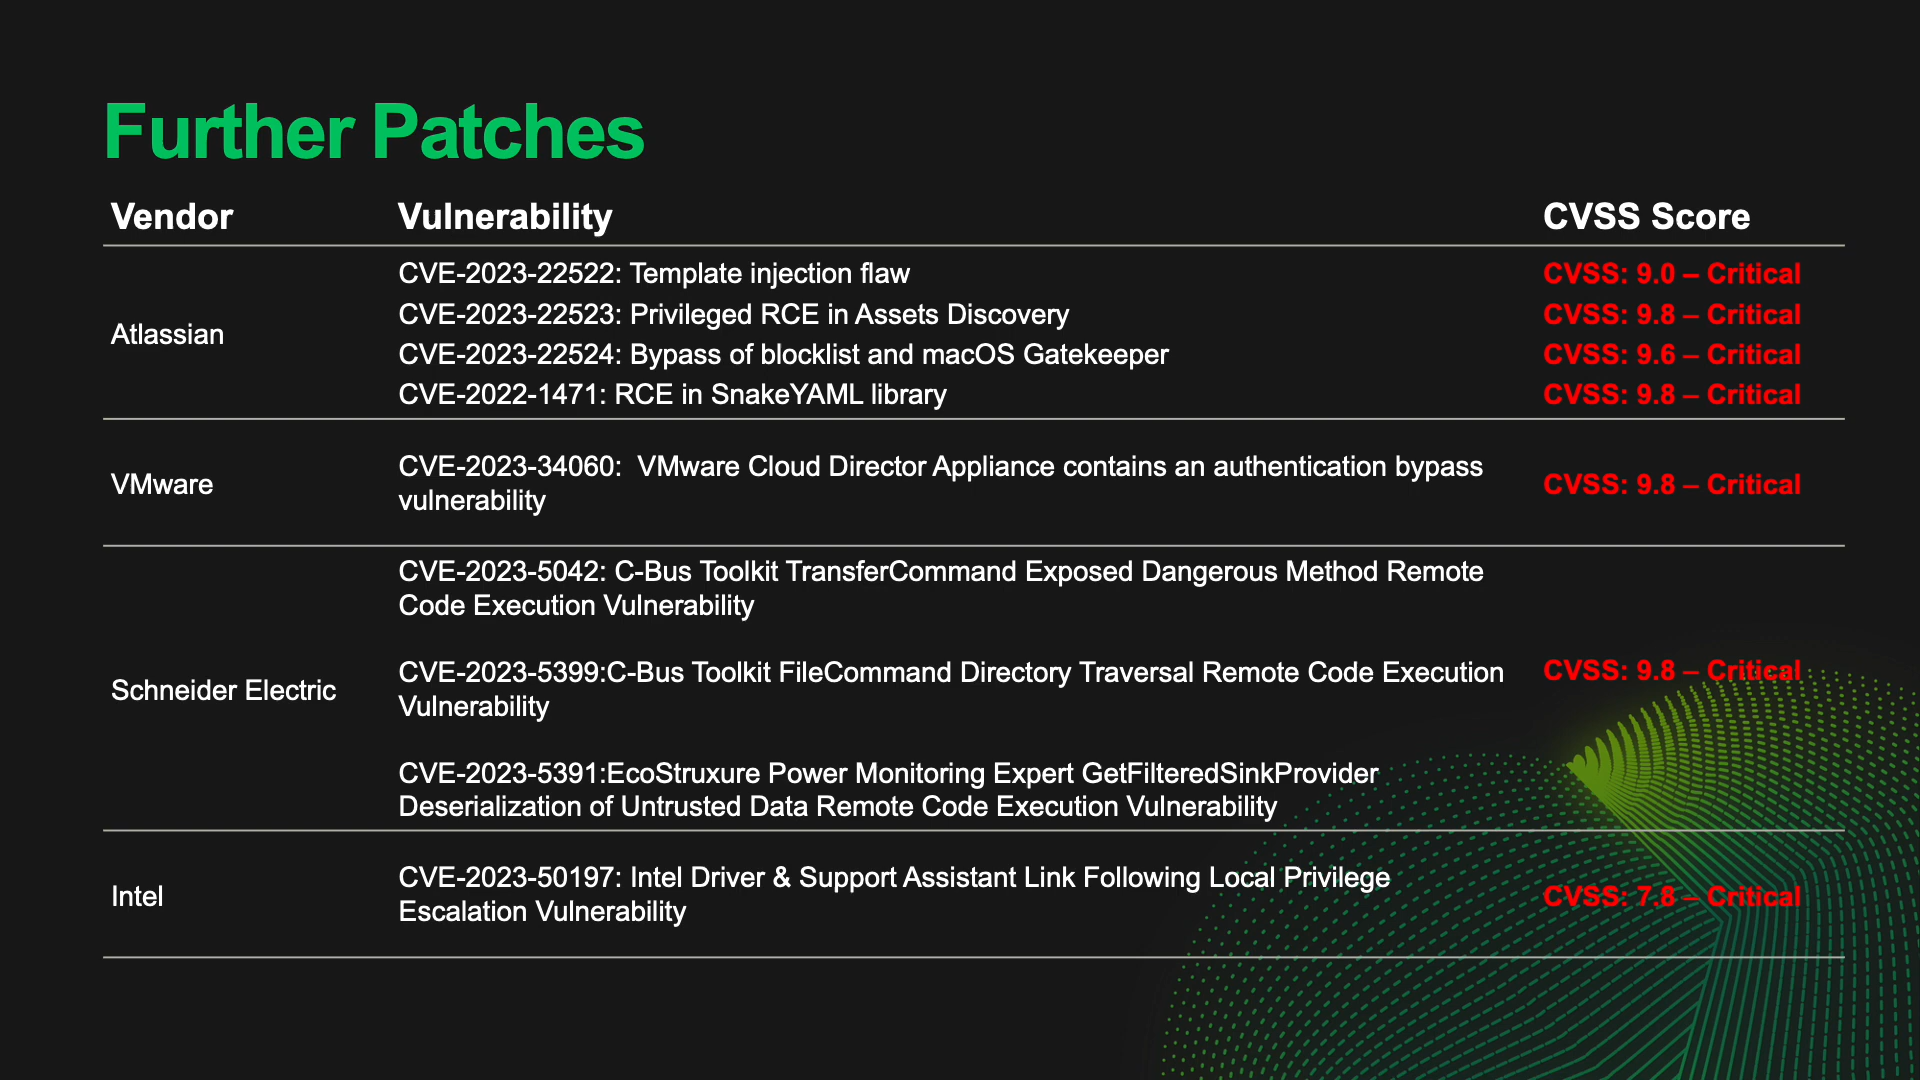 Further Patches
Vendor
Vulnerability
CVSS Score
Atlassian
CVE-2023-22522: Template injection flaw
CVSS: 9.0 – Critical
CVE-2023-22523: Privileged RCE in Assets Discovery
CVSS: 9.8 – Critical
CVE-2023-22524: Bypass of blocklist and macOS Gatekeeper
CVSS: 9.6 – Critical
CVE-2022-1471: RCE in SnakeYAML library
CVSS: 9.8 – Critical
VMware
CVE-2023-34060:  VMware Cloud Director Appliance contains an authentication bypass
vulnerability
CVSS: 9.8 – Critical
Schneider Electric
CVE-2023-5042: C-Bus Toolkit TransferCommand Exposed Dangerous Method Remote
Code Execution Vulnerability
CVE-2023-5399:C-Bus Toolkit FileCommand Directory Traversal Remote Code Execution
Vulnerability
CVE-2023-5391:EcoStruxure Power Monitoring Expert GetFilteredSinkProvider
Deserialization of Untrusted Data Remote Code Execution Vulnerability
CVSS: 9.8 – Critical
Intel
CVE-2023-50197: Intel Driver & Support Assistant Link Following Local Privilege
Escalation Vulnerability
CVSS: 7.8 – Critical